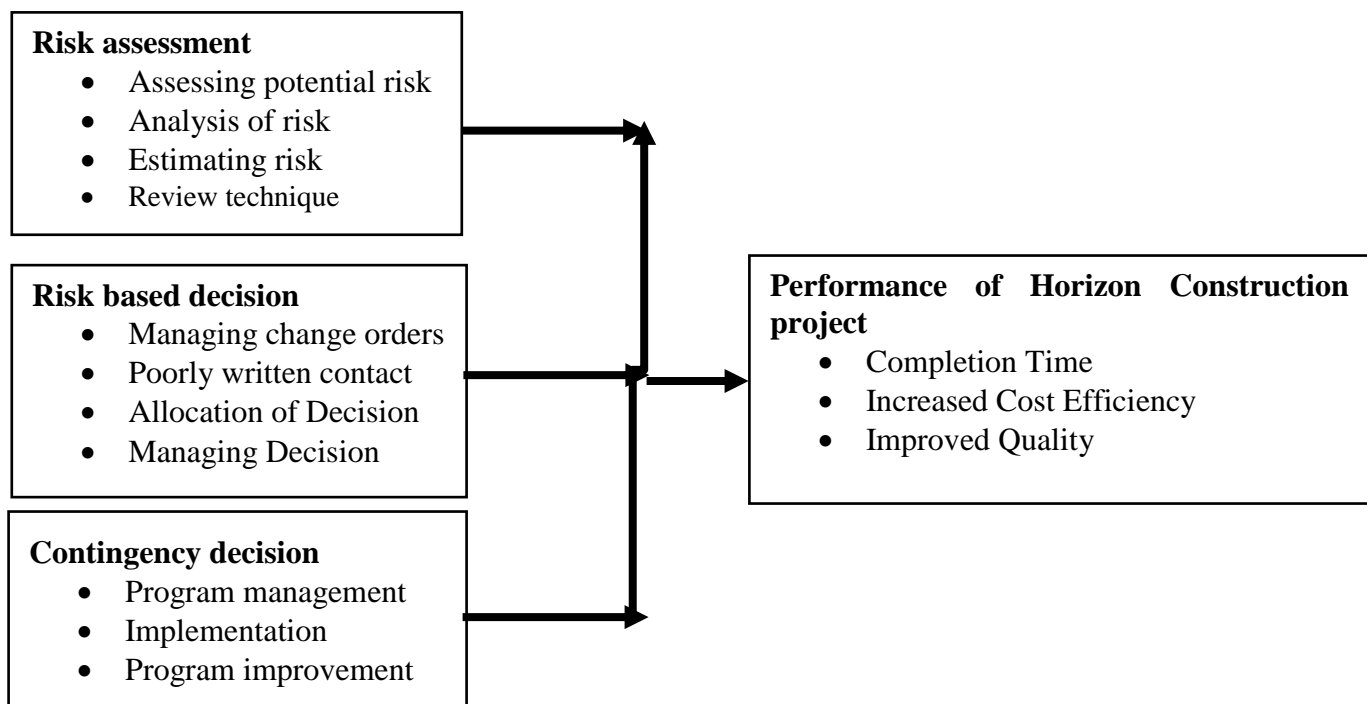 Risk assessment
• Assessing potential risk
• Analysis of risk
• Estimating risk
• Review technique
Risk based decision
• Managing change orders
• Poorly written contact
• Allocation of Decision
• Managing Decision
Contingency decision
• Program management
• Implementation
• Program improvement
Performance of Horizon Construction
project
• Completion Time
• Increased Cost Efficiency
• Improved Quality